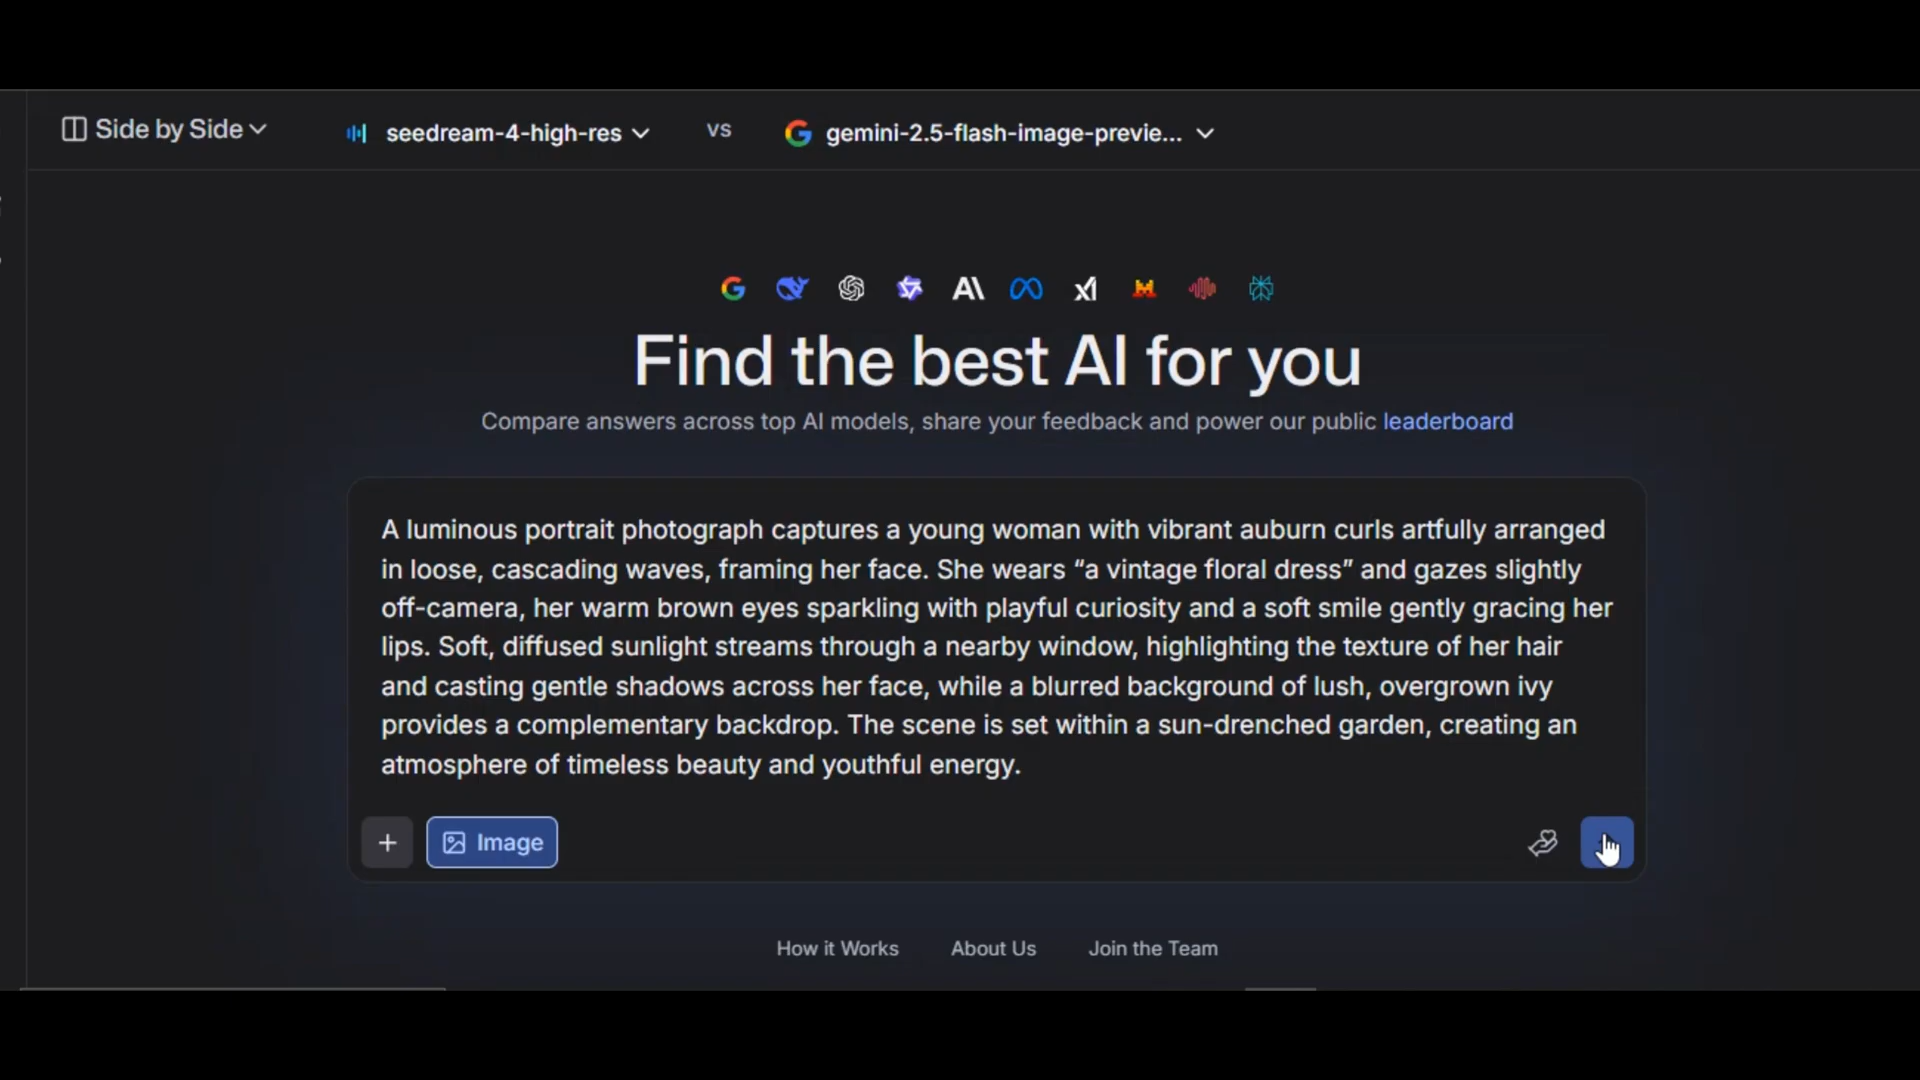 Side by Side
seedream-4-high-res
VS
gemini-2.5-flash-image-previe...
Find the best AI for you
Compare answers across top AI models, share your feedback and power our public leaderboard
A luminous portrait photograph captures a young woman with vibrant auburn curls artfully arranged
in loose, cascading waves, framing her face. She wears “a vintage floral dress” and gazes slightly
off-camera, her warm brown eyes sparkling with playful curiosity and a soft smile gently gracing her
lips. Soft, diffused sunlight streams through a nearby window, highlighting the texture of her hair
and casting gentle shadows across her face, while a blurred background of lush, overgrown ivy
provides a complementary backdrop. The scene is set within a sun-drenched garden, creating an
atmosphere of timeless beauty and youthful energy.
Image
How it Works
About Us
Join the Team